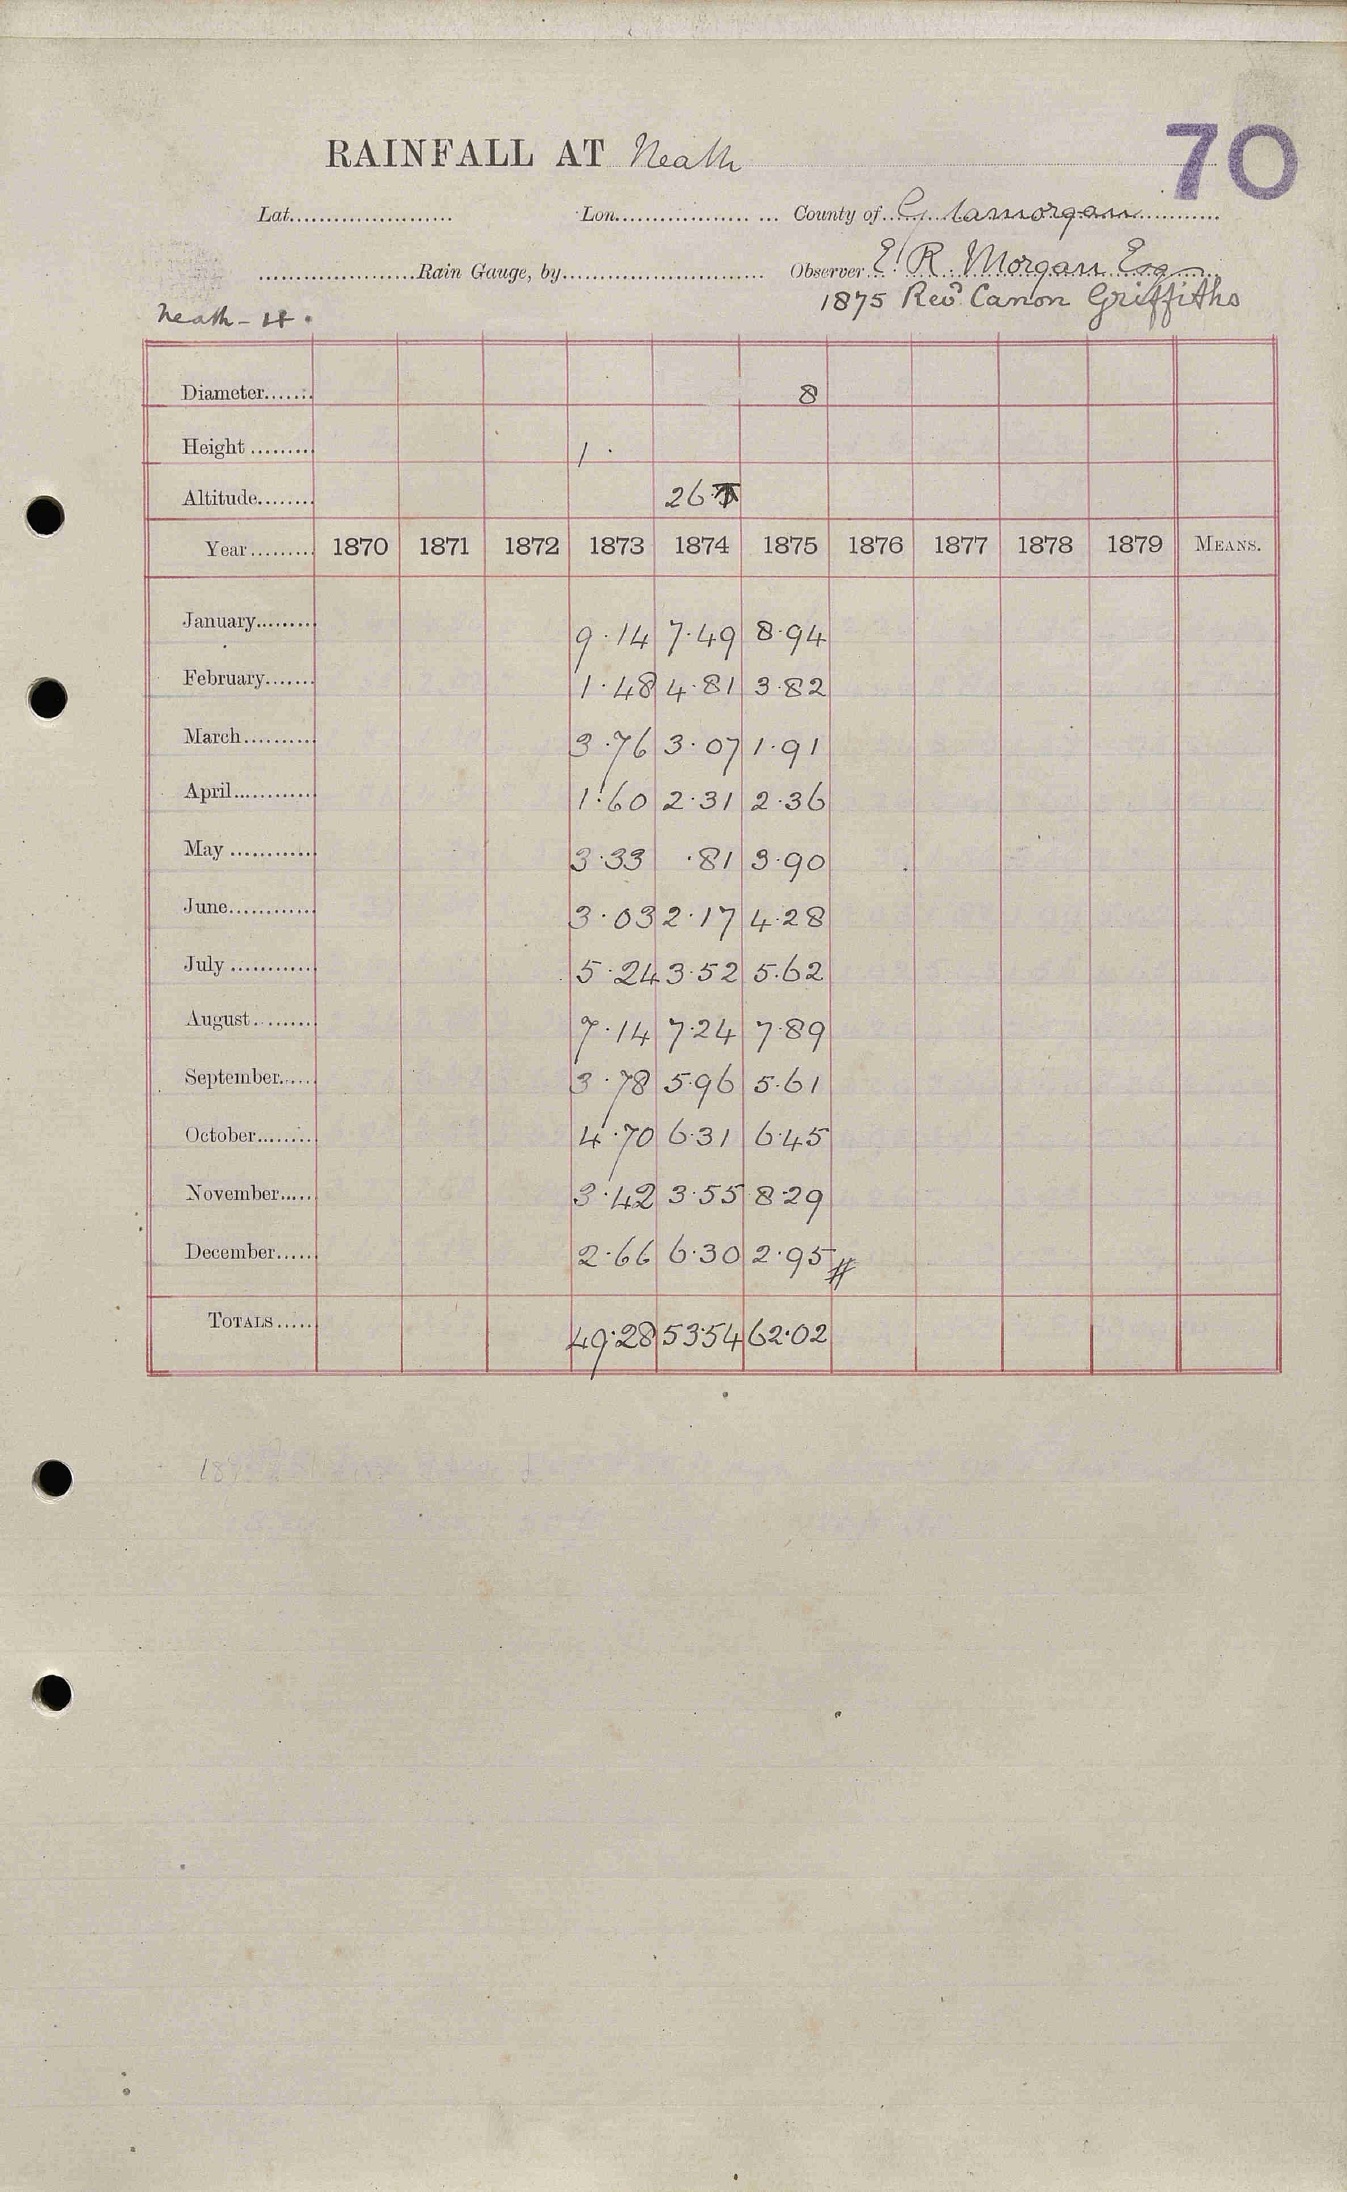 70
RAINFALL AT Neath
Lat. Lon. County of Glamorgan
Rain Gauge, by Observer E. R. Morgan Esq
1875 Revd. Canon Griffiths
Neath -
Diameter 8
Height 1
Altitude 26
Year 1870 1871 1872 1873 1874 1875 1876 1877 1878 1879 MEANS.
January 9.14 7.49 8.94
February 1.48 4.81 3.82
March 3.76 3.07 1.91
April 1.60 2.31 2.36
May 3.33 .81 3.90
June 3.03 2.17 4.28
July 5.24 3.52 5.62
August 7.14 7.24 7.89
September 3.78 5.96 5.61
October 4.70 6.31 6.45
November 3.42 3.55 8.29
December 2.66 6.30 2.95 #
TOTALS 49.28 53.54 62.02